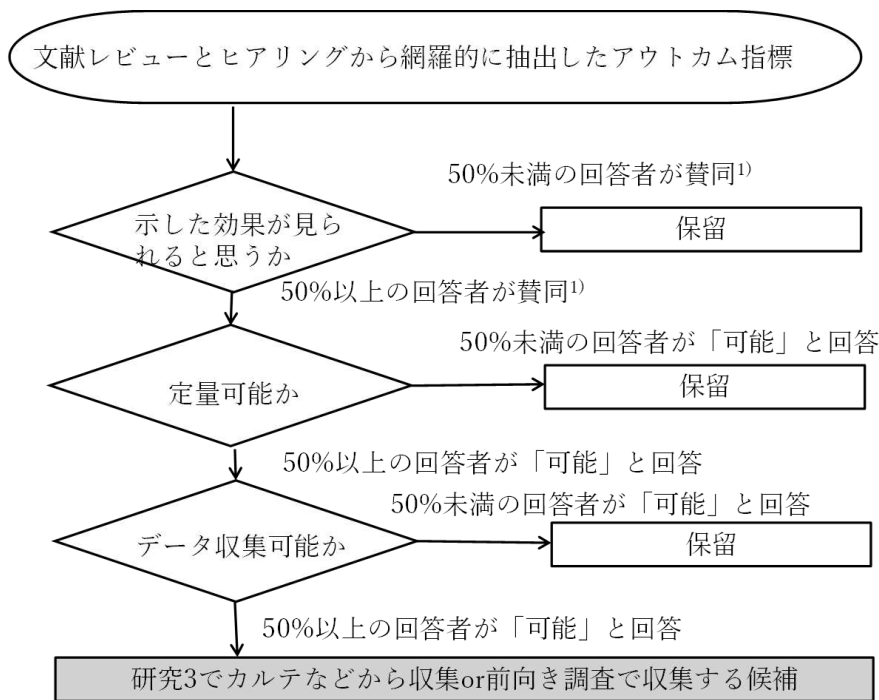 文献レビューとヒアリングから網羅的に抽出したアウトカム指標
50%未満の回答者が賛同1)
示した効果が見ら
れると思うか
保留
50%以上の回答者が賛同1)
50%未満の回答者が「可能」と回答
定量可能か
保留
50%以上の回答者が「可能」と回答
50%未満の回答者が「可能」と回答
データ収集可能か
保留
50%以上の回答者が「可能」と回答
研究3でカルテなどから収集or前向き調査で収集する候補